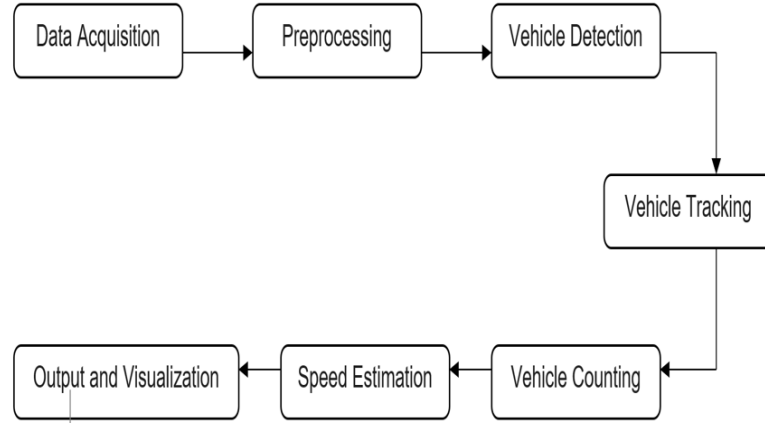 Data Acquisition
Preprocessing
Vehicle Detection
Vehicle Tracking
Vehicle Counting
Speed Estimation
Output and Visualization